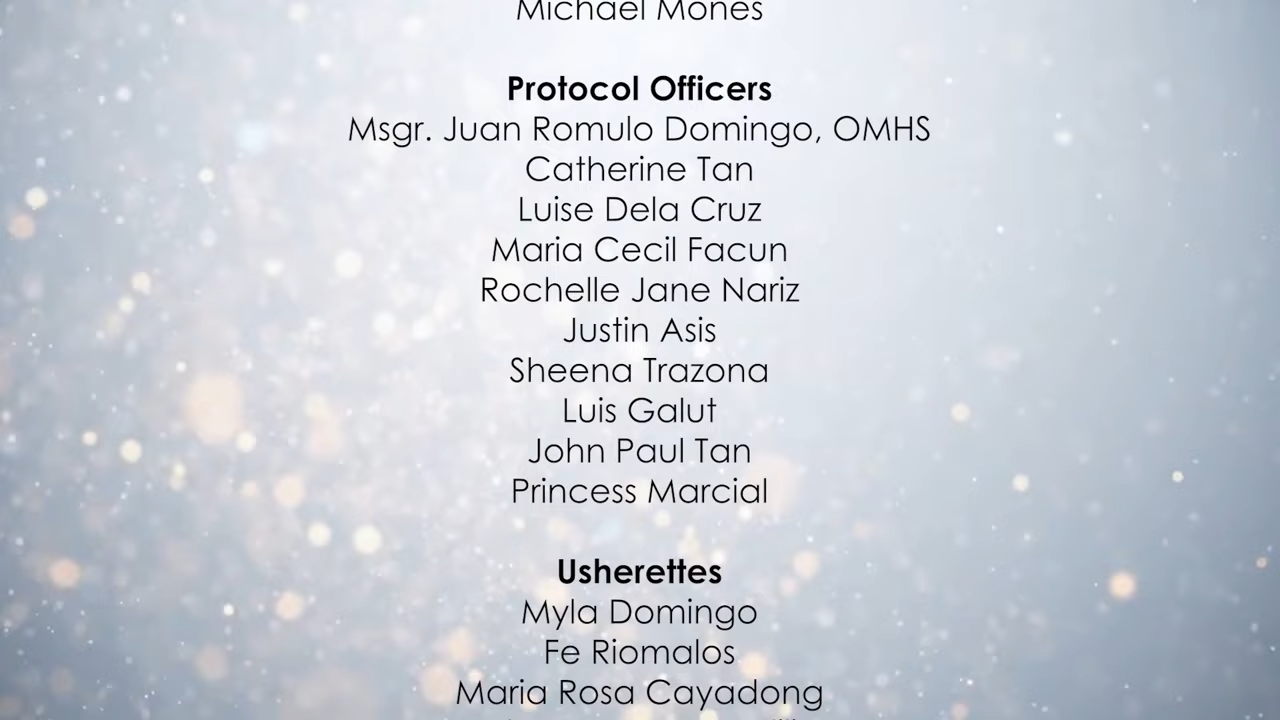 Michael Mones
Protocol Officers
Msgr. Juan Romulo Domingo, OMHS
Catherine Tan
Luise Dela Cruz
Maria Cecil Facun
Rochelle Jane Nariz
Justin Asis
Sheena Trazona
Luis Galut
John Paul Tan
Princess Marcial
Usherettes
Myla Domingo
Fe Riomalos
Maria Rosa Cayadong